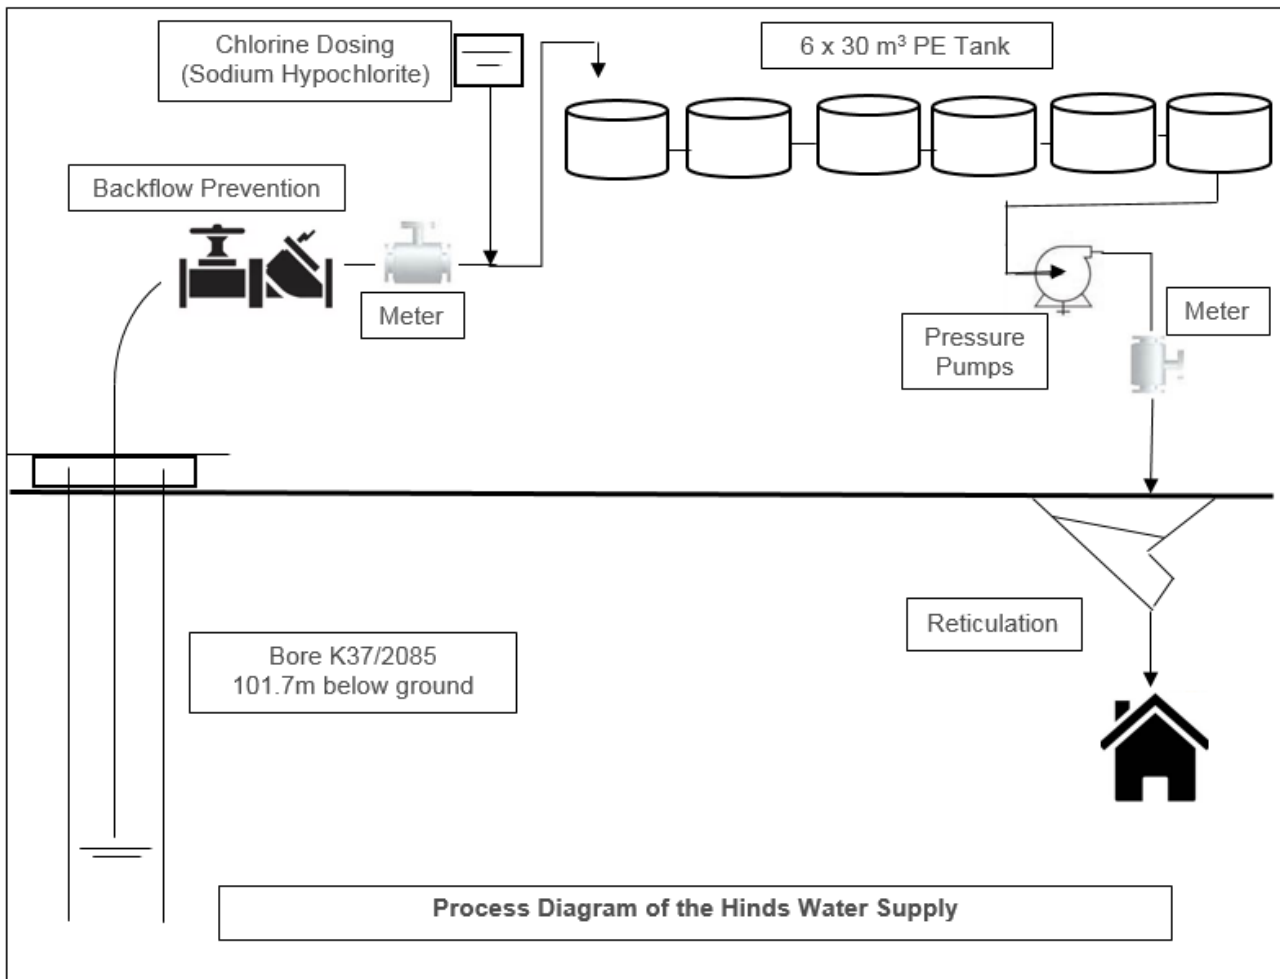 Chlorine Dosing
(Sodium Hypochlorite)
6 x 30 m³ PE Tank
Backflow Prevention
Meter
Pressure
Pumps
Meter
Bore K37/2085
101.7m below ground
Reticulation
Process Diagram of the Hinds Water Supply